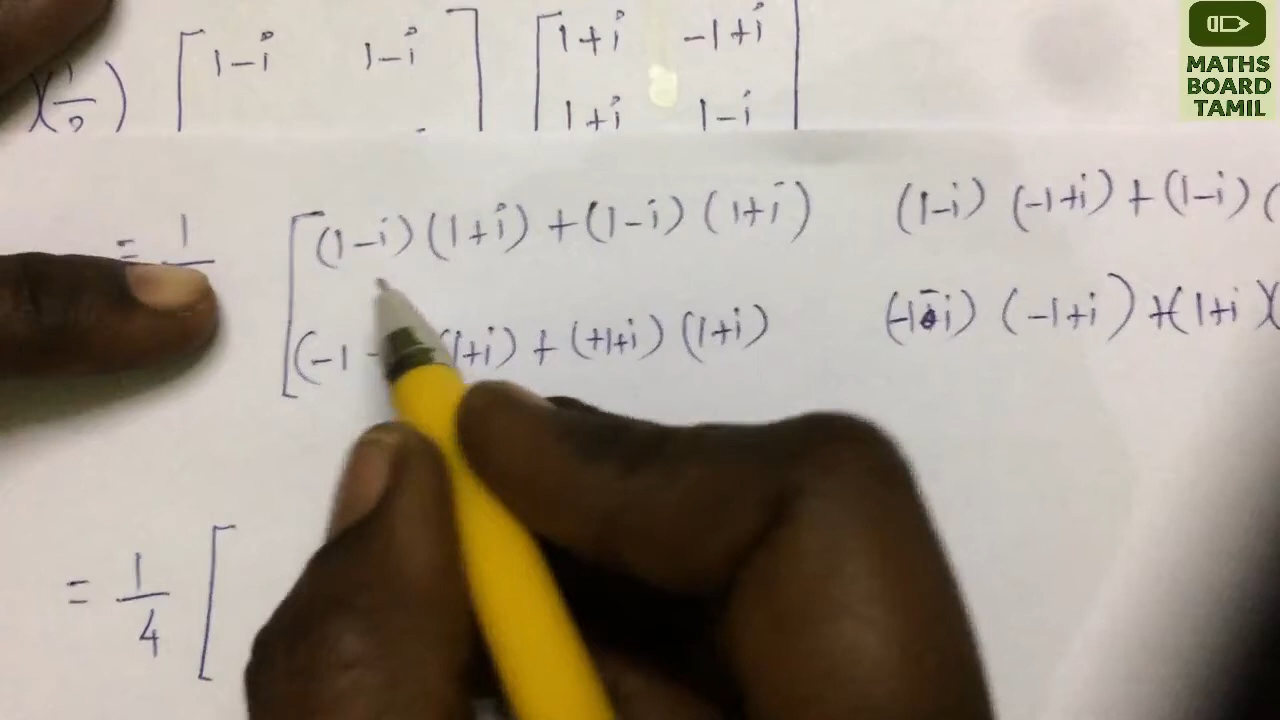 )(1/2) [1-i 1-i] [1+i -1+i
1+i 1-i]
MATHS
BOARD
TAMIL
= 1 [(1-i)(1+i)+(1-i)(1+i) (1-i)(-1+i)+(1-i)(
(-1 - 1+i)+(+1+i)(1+i) (-1-i)(-1+i)+(1+i)(
= 1/4 [